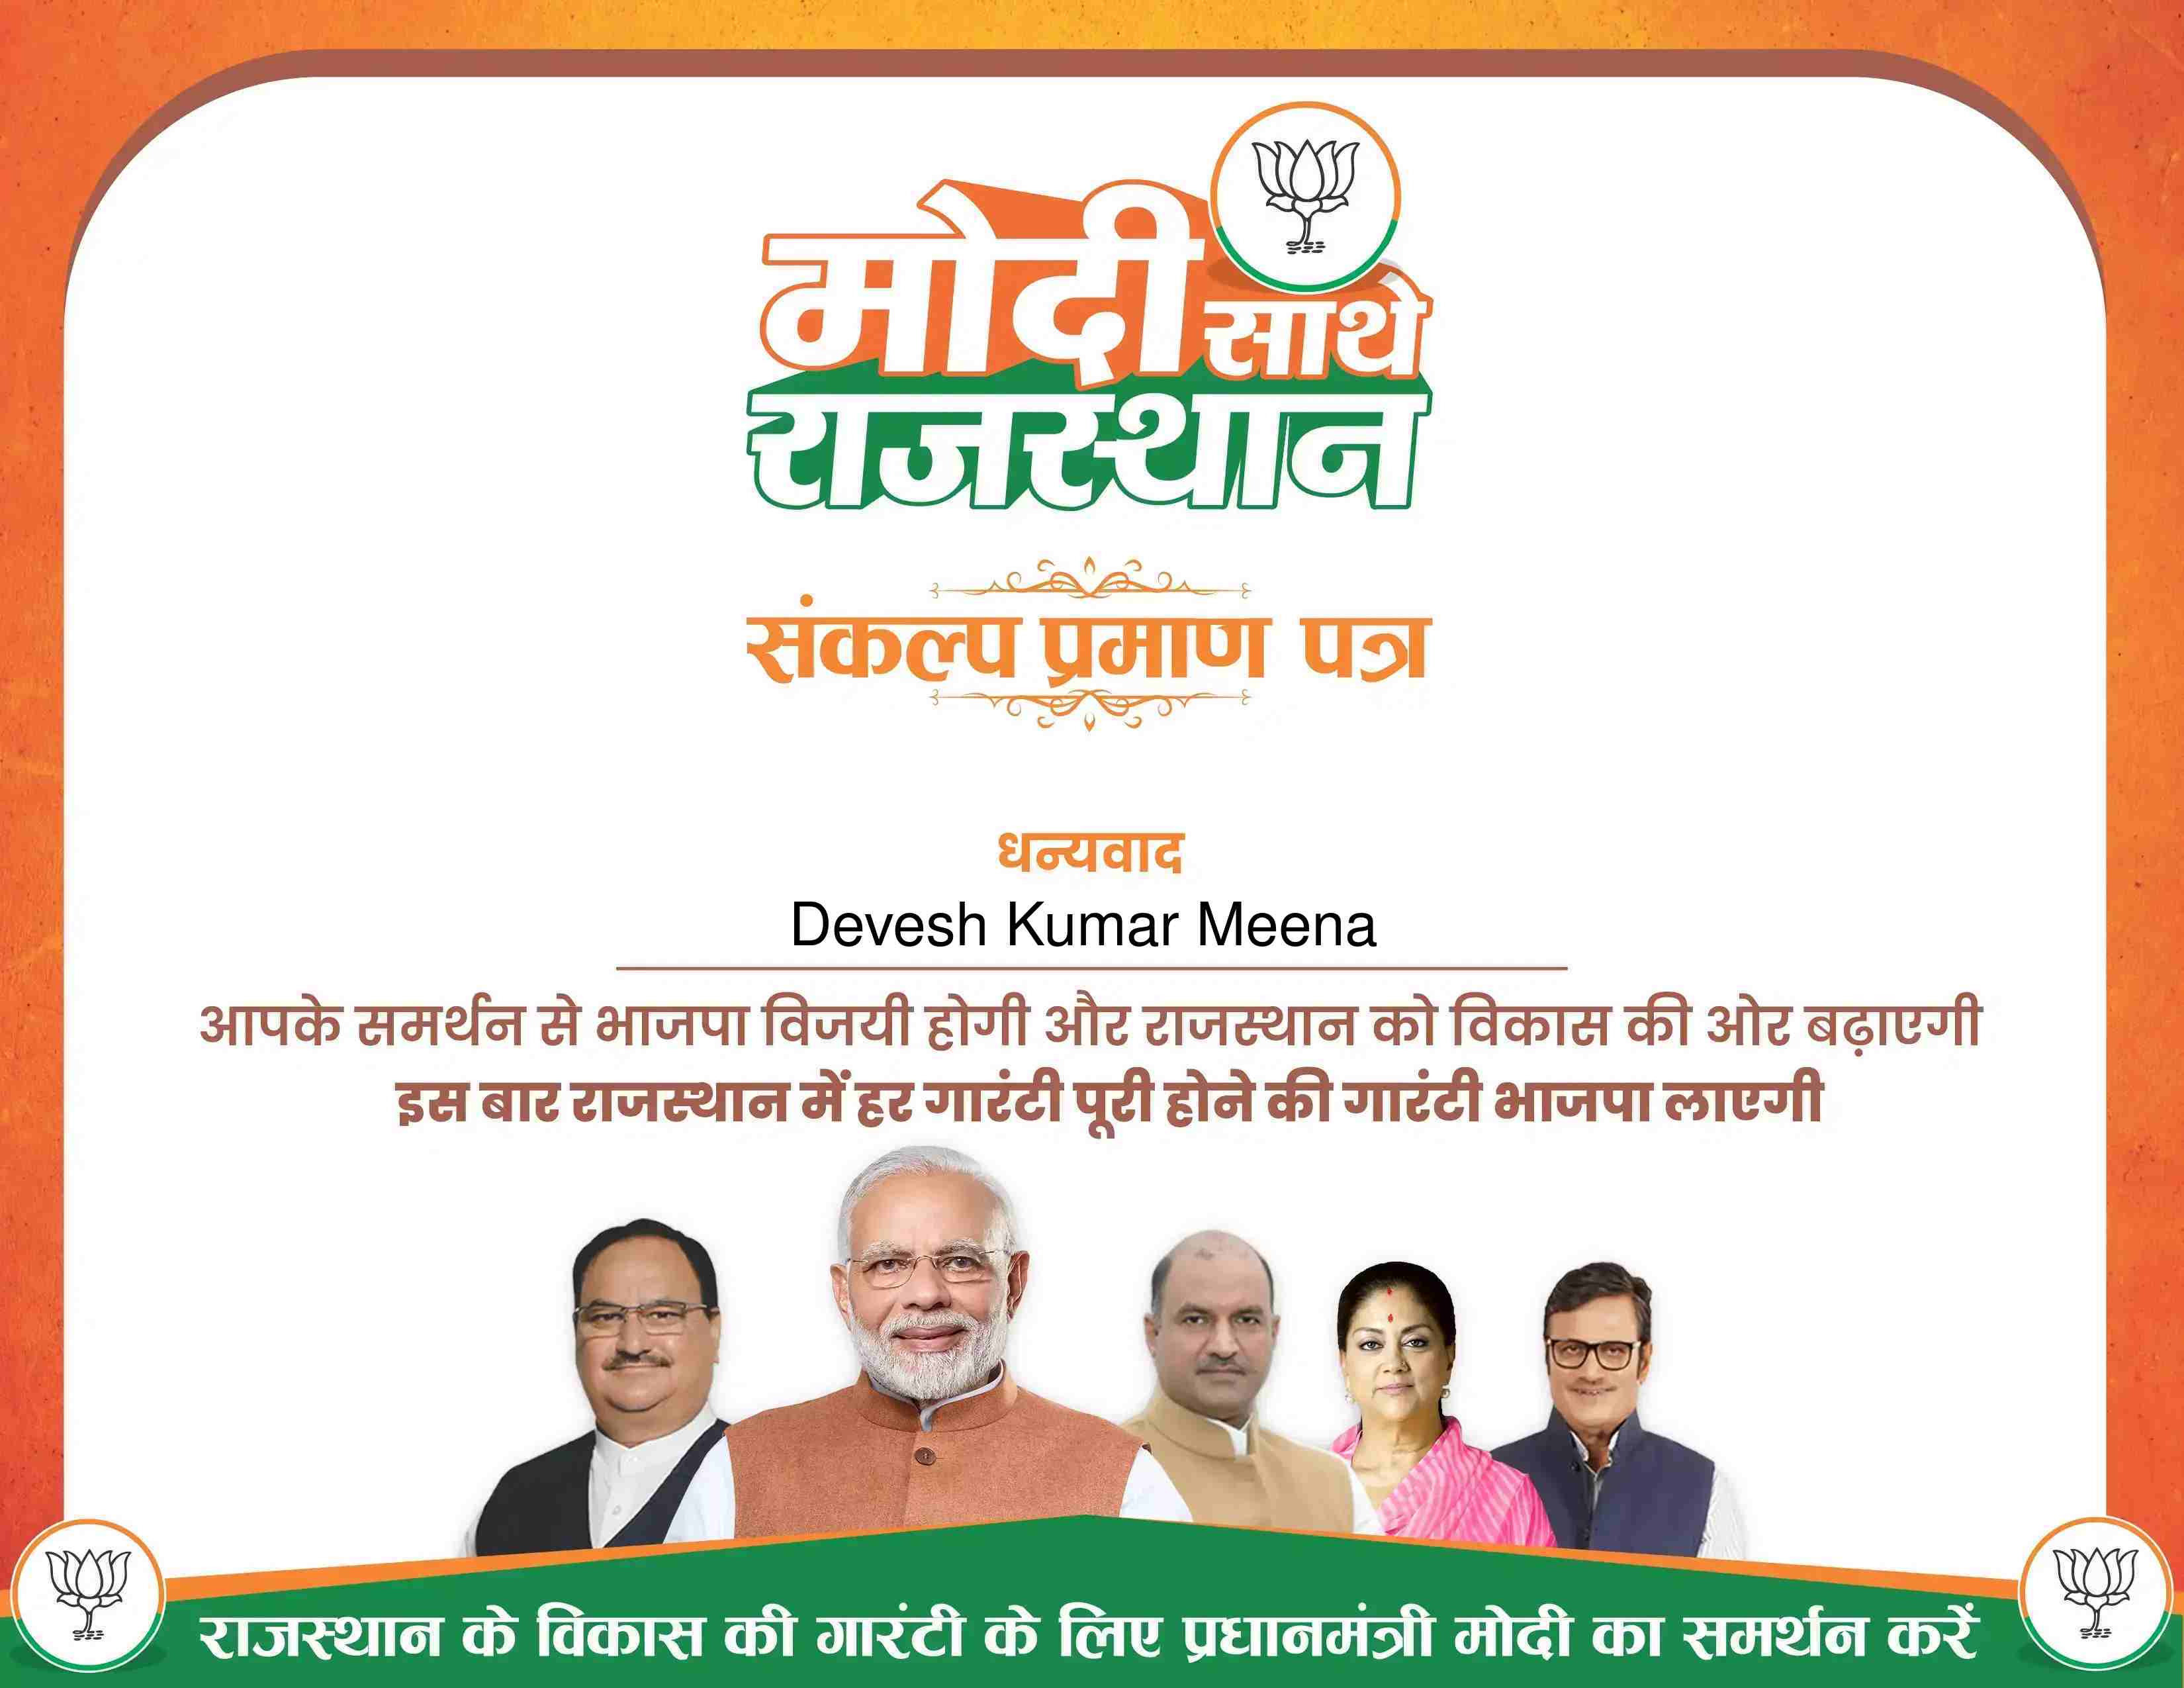 मोदी साथे
राजस्थान
संकल्प प्रमाण पत्र
धन्यवाद
Devesh Kumar Meena
आपके समर्थन से भाजपा विजयी होगी और राजस्थान को विकास की ओर बढ़ाएगी
इस बार राजस्थान में हर गारंटी पूरी होने की गारंटी भाजपा लाएगी
राजस्थान के विकास की गारंटी के लिए प्रधानमंत्री मोदी का समर्थन करें